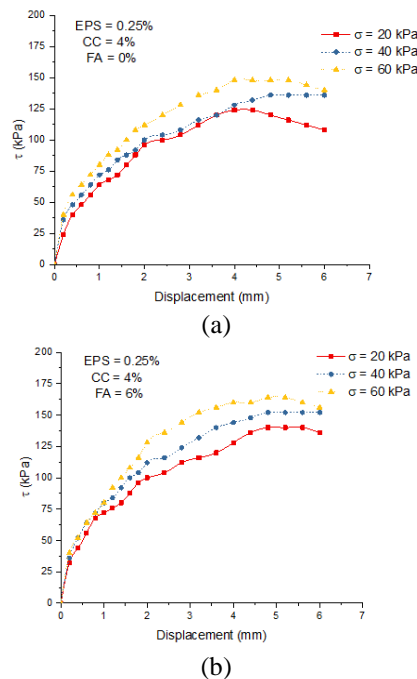 EPS = 0.25%
CC = 4%
FA = 0%
σ = 20 kPa
σ = 40 kPa
σ = 60 kPa
200
175
150
125
100
75
50
25
0
τ (kPa)
0 1 2 3 4 5 6 7
Displacement (mm)
(a)
EPS = 0.25%
CC = 4%
FA = 6%
σ = 20 kPa
σ = 40 kPa
σ = 60 kPa
200
175
150
125
100
75
50
25
0
τ (kPa)
0 1 2 3 4 5 6 7
Displacement (mm)
(b)